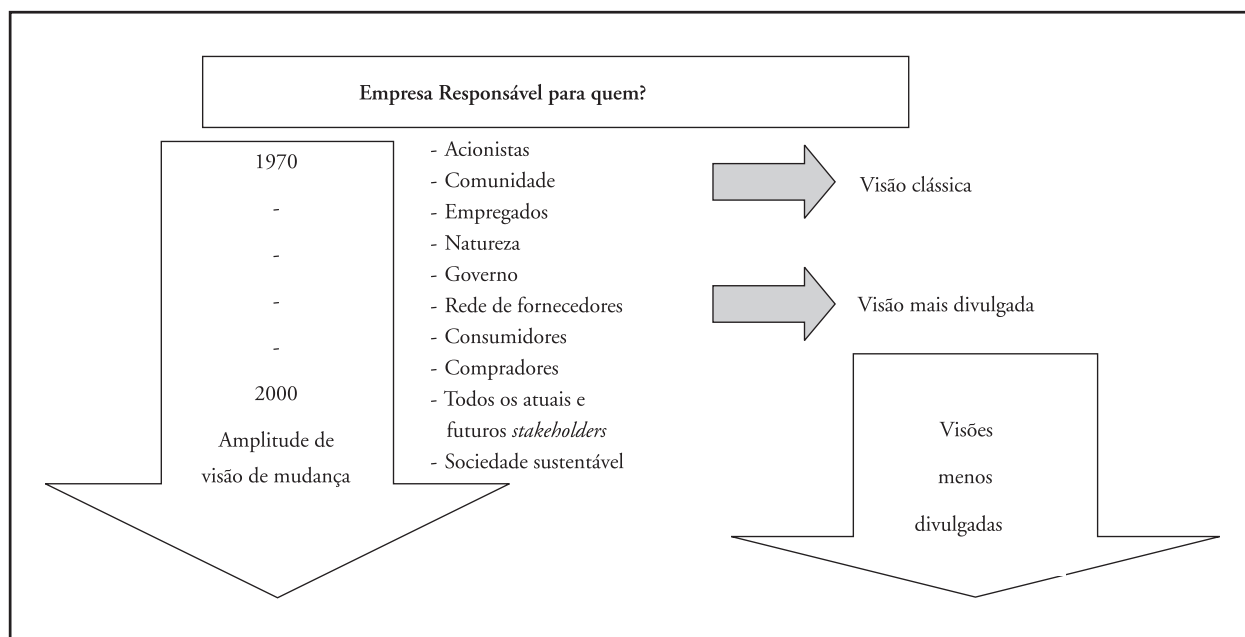 Empresa Responsável para quem?
1970
-
-
-
-
2000
Amplitude de
visão de mudança
- Acionistas
- Comunidade
- Empregados
- Natureza
- Governo
- Rede de fornecedores
- Consumidores
- Compradores
- Todos os atuais e
futuros stakeholders
- Sociedade sustentável
Visão clássica
Visão mais divulgada
Visões
menos
divulgadas